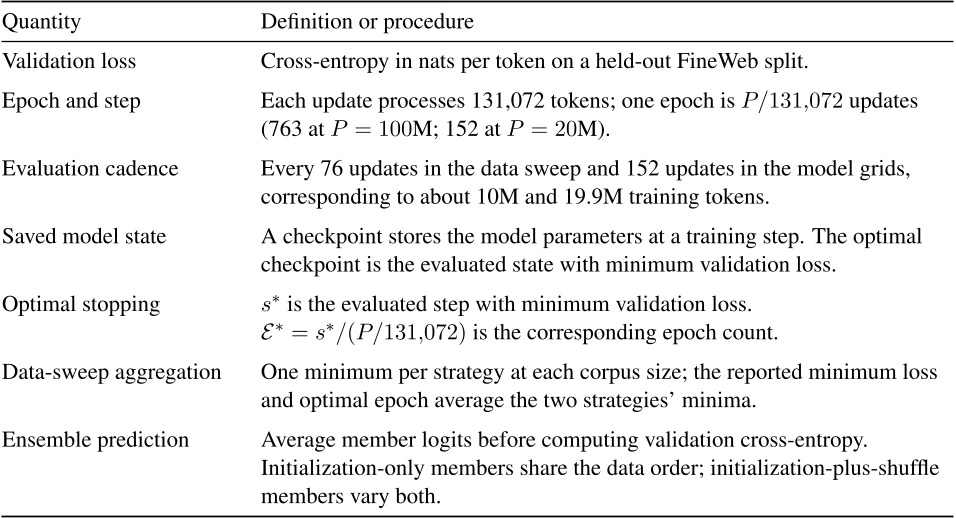 Quantity Definition or procedure
Validation loss Cross-entropy in nats per token on a held-out FineWeb split.
Epoch and step Each update processes 131,072 tokens; one epoch is P/131,072 updates
(763 at P = 100M; 152 at P = 20M).
Evaluation cadence Every 76 updates in the data sweep and 152 updates in the model grids,
corresponding to about 10M and 19.9M training tokens.
Saved model state A checkpoint stores the model parameters at a training step. The optimal
checkpoint is the evaluated state with minimum validation loss.
Optimal stopping s* is the evaluated step with minimum validation loss.
ℰ* = s*/(P/131,072) is the corresponding epoch count.
Data-sweep aggregation One minimum per strategy at each corpus size; the reported minimum loss
and optimal epoch average the two strategies’ minima.
Ensemble prediction Average member logits before computing validation cross-entropy.
Initialization-only members share the data order; initialization-plus-shuffle
members vary both.